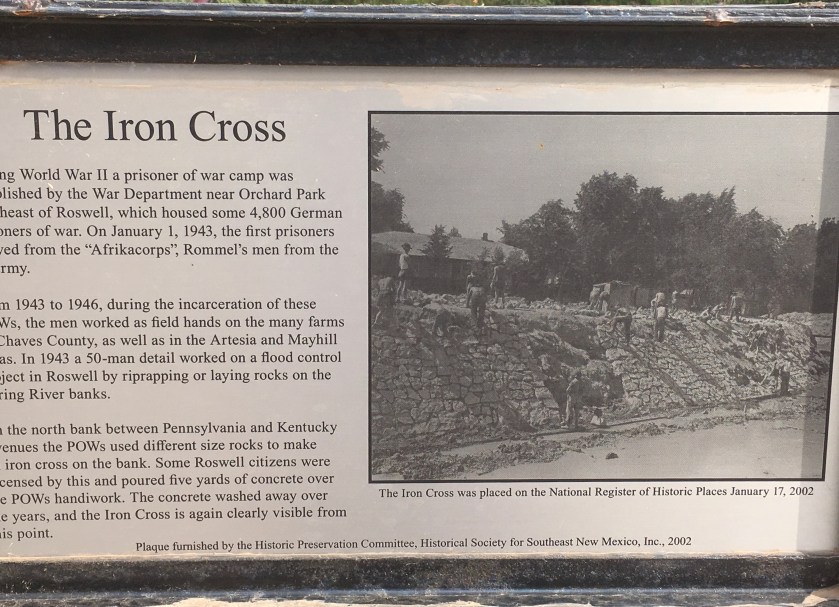 The Iron Cross
ng World War II a prisoner of war camp was
lished by the War Department near Orchard Park
heast of Roswell, which housed some 4,800 German
oners of war. On January 1, 1943, the first prisoners
ved from the “Afrikacorps”, Rommel's men from the
rmy.
m 1943 to 1946, during the incarceration of these
Ws, the men worked as field hands on the many farms
Chaves County, as well as in the Artesia and Mayhill
as. In 1943 a 50-man detail worked on a flood control
ject in Roswell by riprapping or laying rocks on the
ring River banks.
the north bank between Pennsylvania and Kentucky
venues the POWs used different size rocks to make
iron cross on the bank. Some Roswell citizens were
censed by this and poured five yards of concrete over
e POWs handiwork. The concrete washed away over
e years, and the Iron Cross is again clearly visible from
is point.
The Iron Cross was placed on the National Register of Historic Places January 17, 2002
Plaque furnished by the Historic Preservation Committee, Historical Society for Southeast New Mexico, Inc., 2002